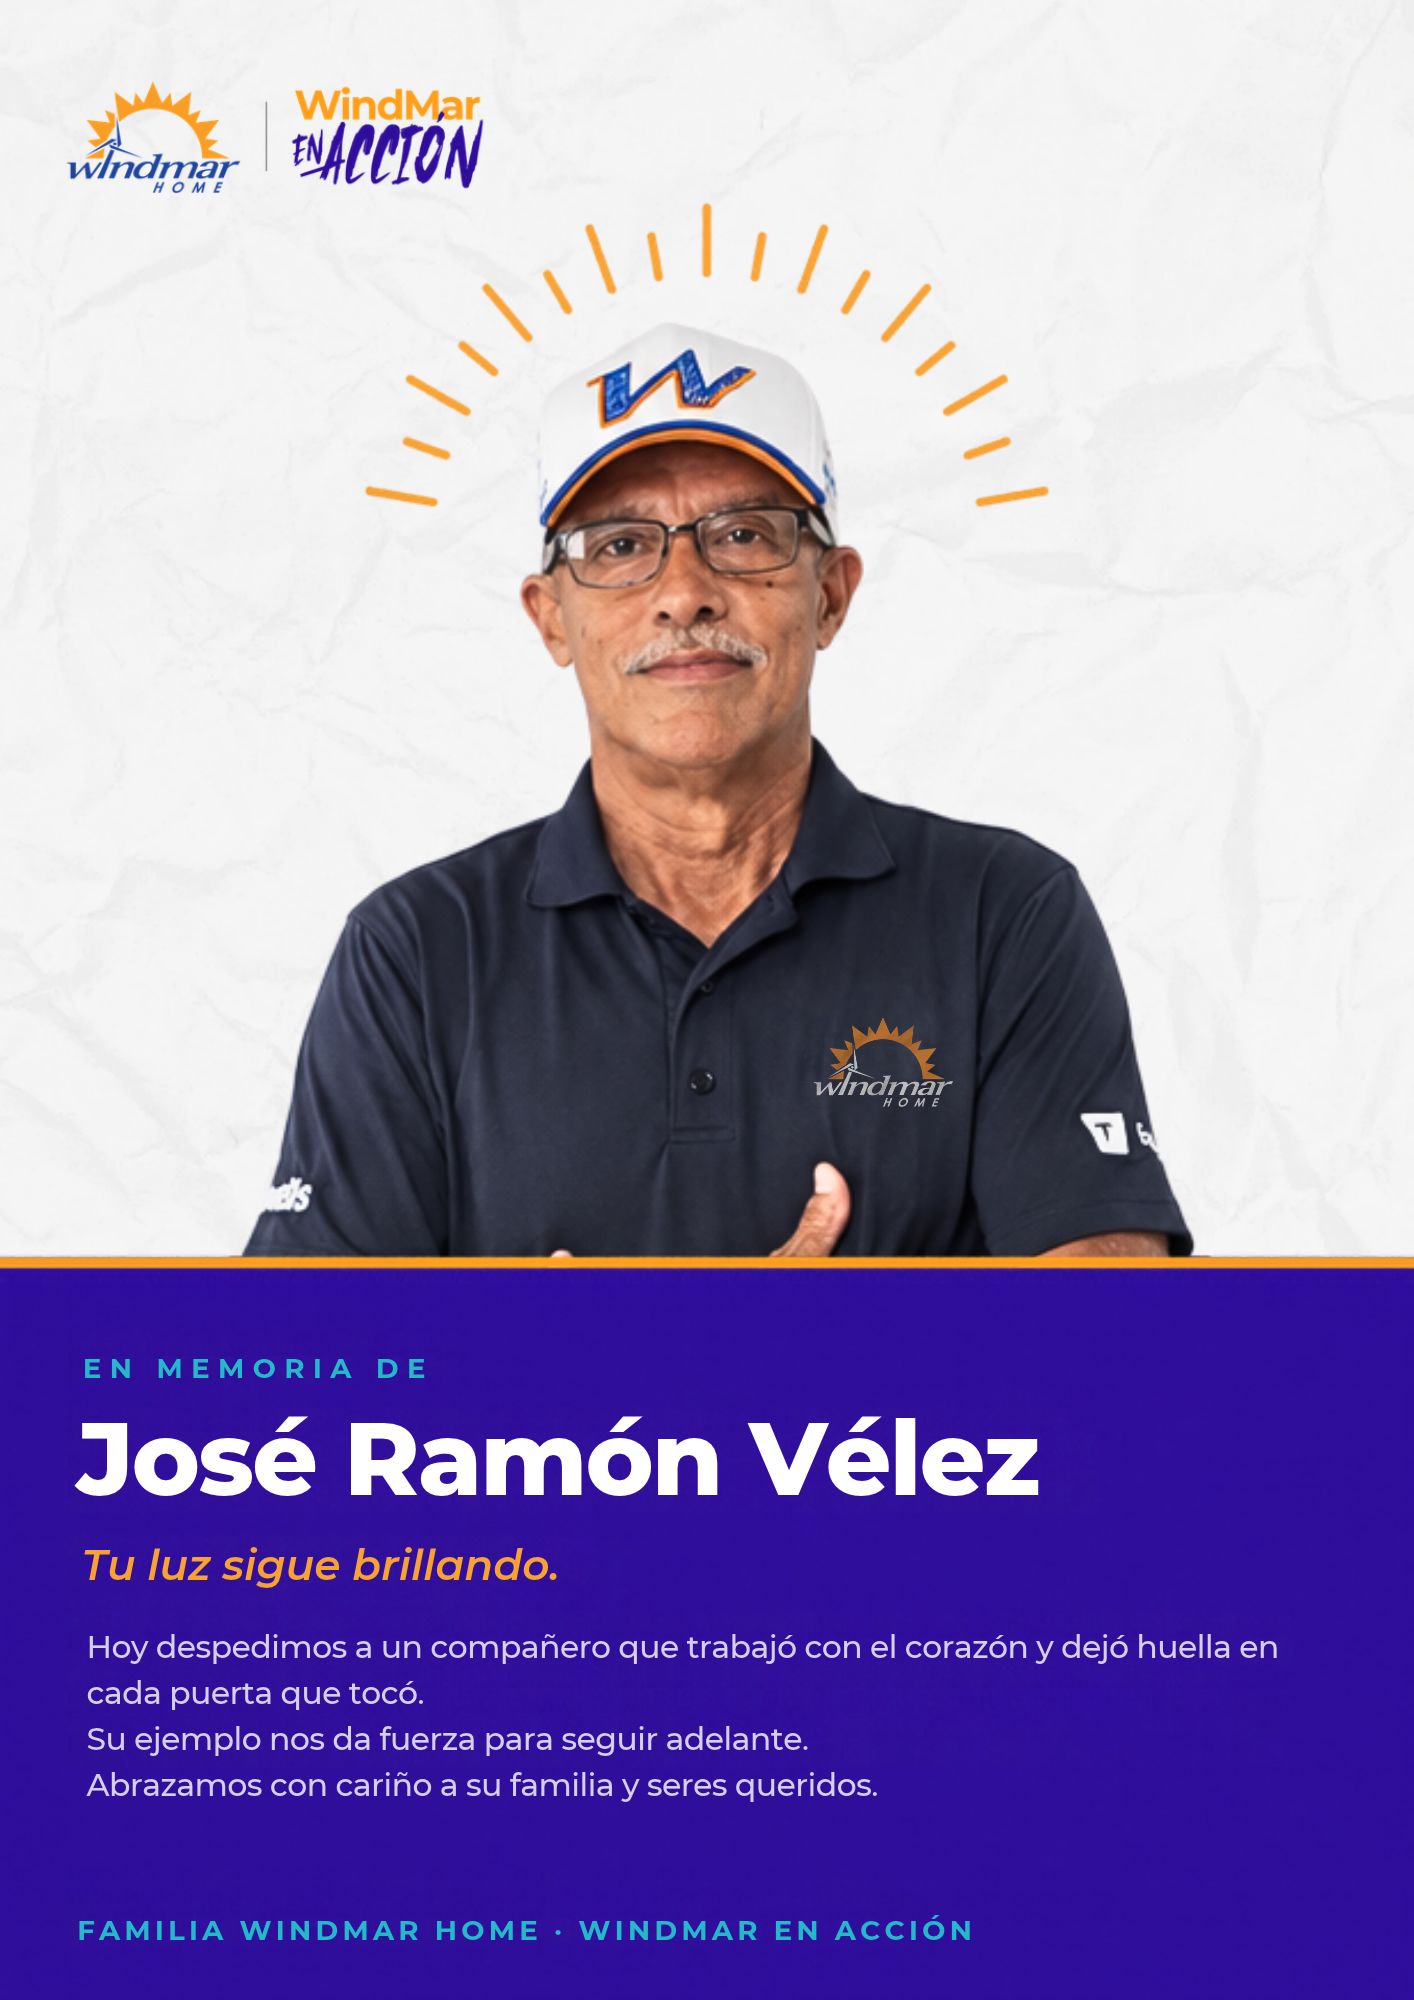 windmar
HOME
WindMar
EN ACCIÓN
W
windmar
HOME
T
EN MEMORIA DE
José Ramón Vélez
Tu luz sigue brillando.
Hoy despedimos a un compañero que trabajó con el corazón y dejó huella en
cada puerta que tocó.
Su ejemplo nos da fuerza para seguir adelante.
Abrazamos con cariño a su familia y seres queridos.
FAMILIA WINDMAR HOME · WINDMAR EN ACCIÓN